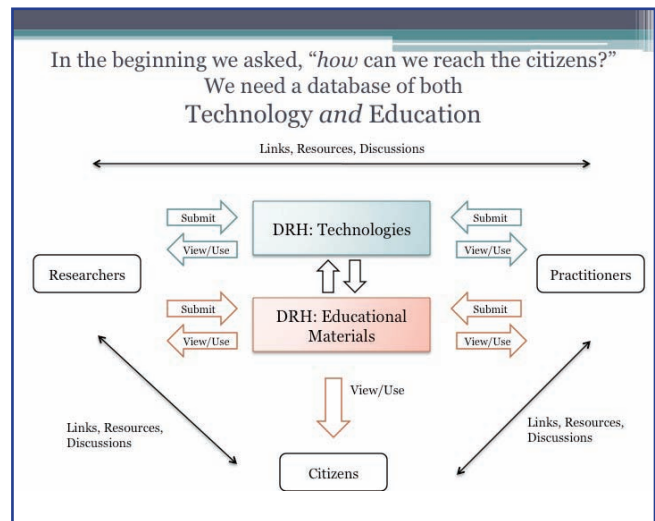 In the beginning we asked, “how can we reach the citizens?”
We need a database of both
Technology and Education
Links, Resources, Discussions
Submit
DRH: Technologies
Submit
View/Use
View/Use
Researchers
Practitioners
Submit
DRH: Educational
Materials
Submit
View/Use
View/Use
View/Use
Links, Resources,
Discussions
Links, Resources,
Discussions
Citizens